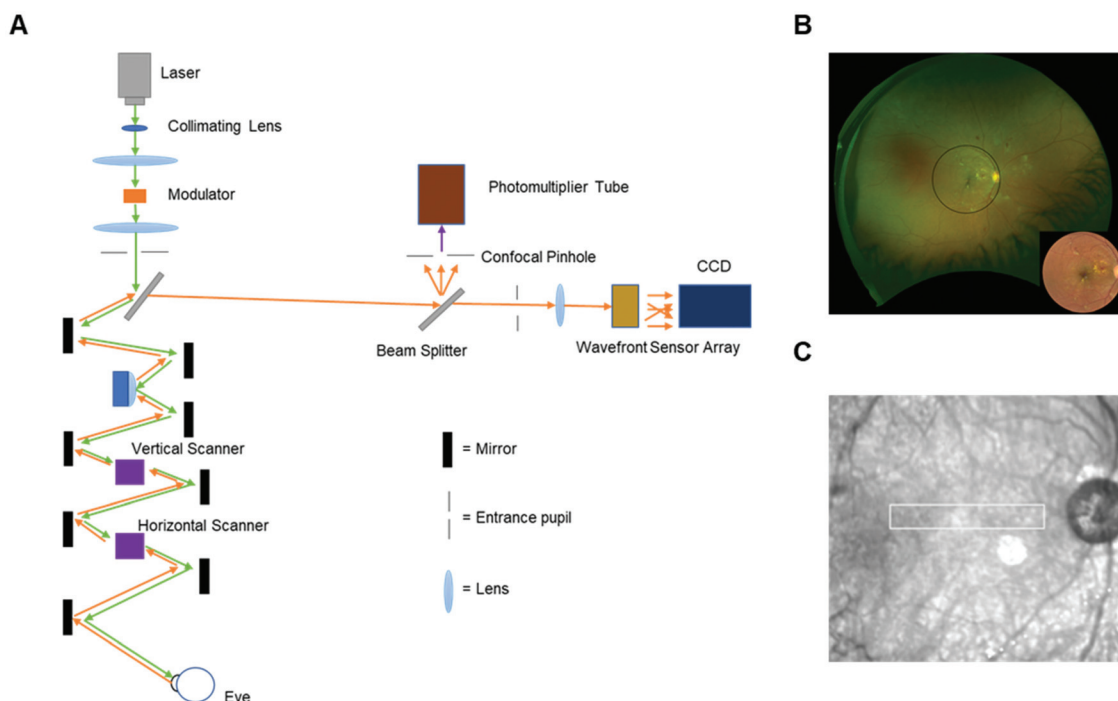 A
Laser
Collimating Lens
Modulator
Photomultiplier Tube
Confocal Pinhole
CCD
Beam Splitter
Wavefront Sensor Array
Vertical Scanner
Horizontal Scanner
= Mirror
= Entrance pupil
= Lens
Eye
B
C